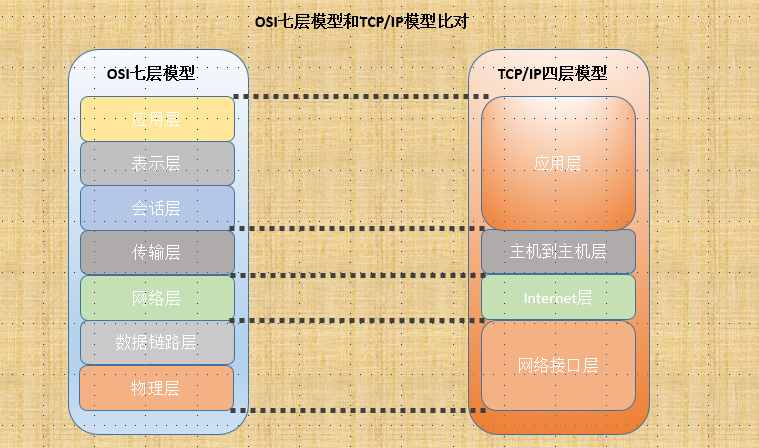 OSI七层模型和TCP/IP模型比对
OSI七层模型
应用层
表示层
会话层
传输层
网络层
数据链路层
物理层
TCP/IP四层模型
应用层
主机到主机层
Internet层
网络接口层